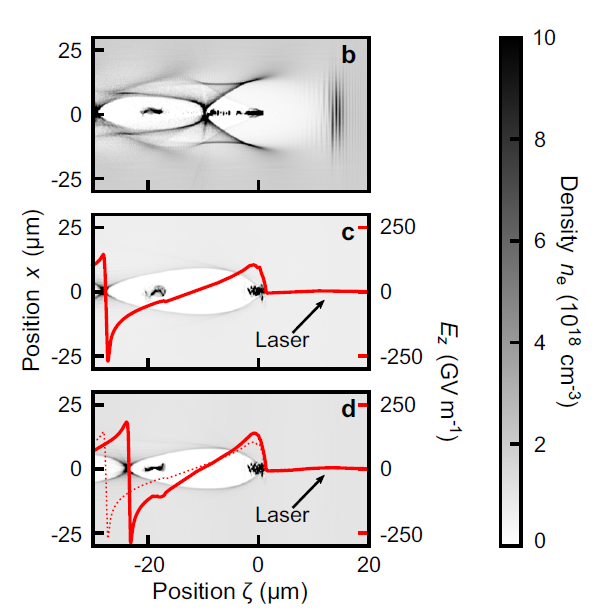 25
b
0
-25
25
c
250
0
0
Laser
-25
-250
25
d
250
0
0
Laser
-25
-250
-20
0
20
Position ζ (μm)
Position x (μm)
E_z (GV m⁻¹)
10
8
6
4
2
0
Density n_e (10¹⁸ cm⁻³)